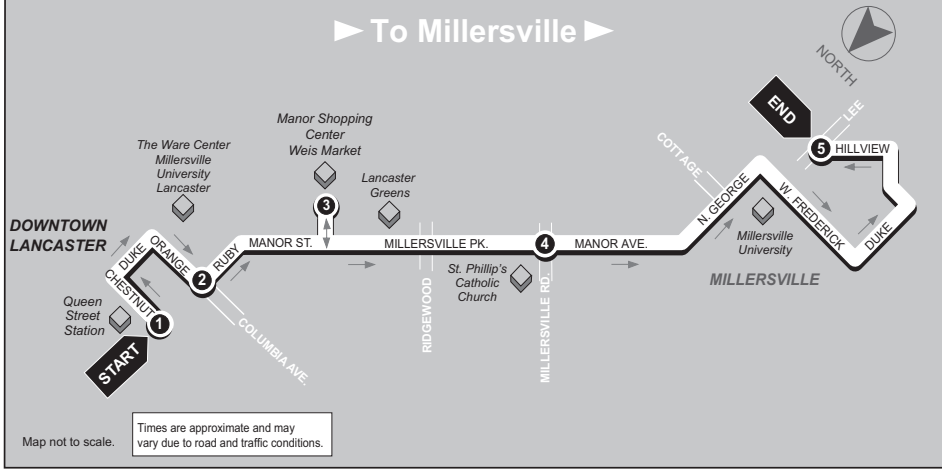 To Millersville
NORTH
END
LEE
5
HILLVIEW
COTTAGE
N. GEORGE
W. FREDERICK
DUKE
Millersville
University
MILLERSVILLE
Manor Shopping
Center
Weis Market
3
Lancaster
Greens
The Ware Center
Millersville
University
Lancaster
DOWNTOWN
LANCASTER
DUKE
ORANGE
CHESTNUT
2
RUBY
MANOR ST.
MILLERSVILLE PK.
4
MANOR AVE.
St. Phillip's
Catholic
Church
RIDGEWOOD
MILLERSVILLE RD.
COLUMBIA AVE.
Queen
Street
Station
1
START
Map not to scale.
Times are approximate and may
vary due to road and traffic conditions.